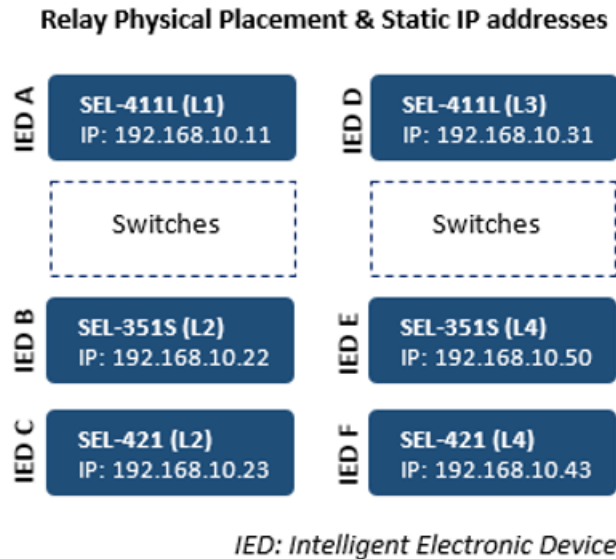 Relay Physical Placement & Static IP addresses
IED A
SEL-411L (L1)
IP: 192.168.10.11
IED D
SEL-411L (L3)
IP: 192.168.10.31
Switches
Switches
IED B
SEL-351S (L2)
IP: 192.168.10.22
IED E
SEL-351S (L4)
IP: 192.168.10.50
IED C
SEL-421 (L2)
IP: 192.168.10.23
IED F
SEL-421 (L4)
IP: 192.168.10.43
IED: Intelligent Electronic Device